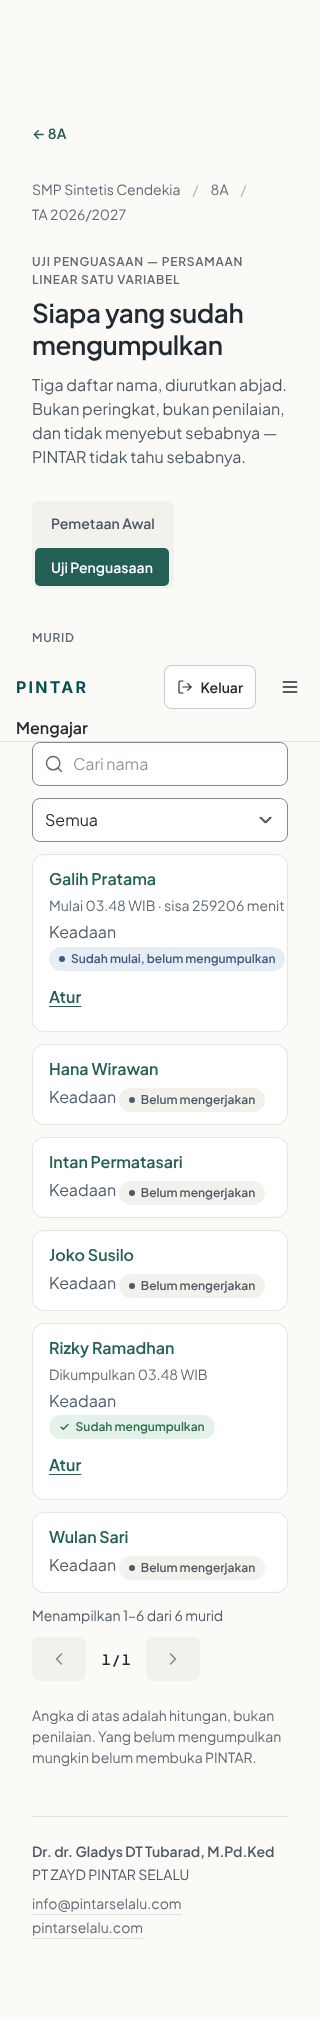 ← 8A
SMP Sintetis Cendekia / 8A /
TA 2026/2027
UJI PENGUASAAN — PERSAMAAN
LINEAR SATU VARIABEL
Siapa yang sudah
mengumpulkan
Tiga daftar nama, diurutkan abjad.
Bukan peringkat, bukan penilaian,
dan tidak menyebut sebabnya —
PINTAR tidak tahu sebabnya.
Pemetaan Awal
Uji Penguasaan
MURID
PINTAR
Keluar
Mengajar
Cari nama
Semua
Galih Pratama
Mulai 03.48 WIB · sisa 259206 menit
Keadaan
Sudah mulai, belum mengumpulkan
Atur
Hana Wirawan
Keadaan Belum mengerjakan
Intan Permatasari
Keadaan Belum mengerjakan
Joko Susilo
Keadaan Belum mengerjakan
Rizky Ramadhan
Dikumpulkan 03.48 WIB
Keadaan
✓ Sudah mengumpulkan
Atur
Wulan Sari
Keadaan Belum mengerjakan
Menampilkan 1–6 dari 6 murid
1/1
Angka di atas adalah hitungan, bukan
penilaian. Yang belum mengumpulkan
mungkin belum membuka PINTAR.
Dr. dr. Gladys DT Tubarad, M.Pd.Ked
PT ZAYD PINTAR SELALU
info@pintarselalu.com
pintarselalu.com